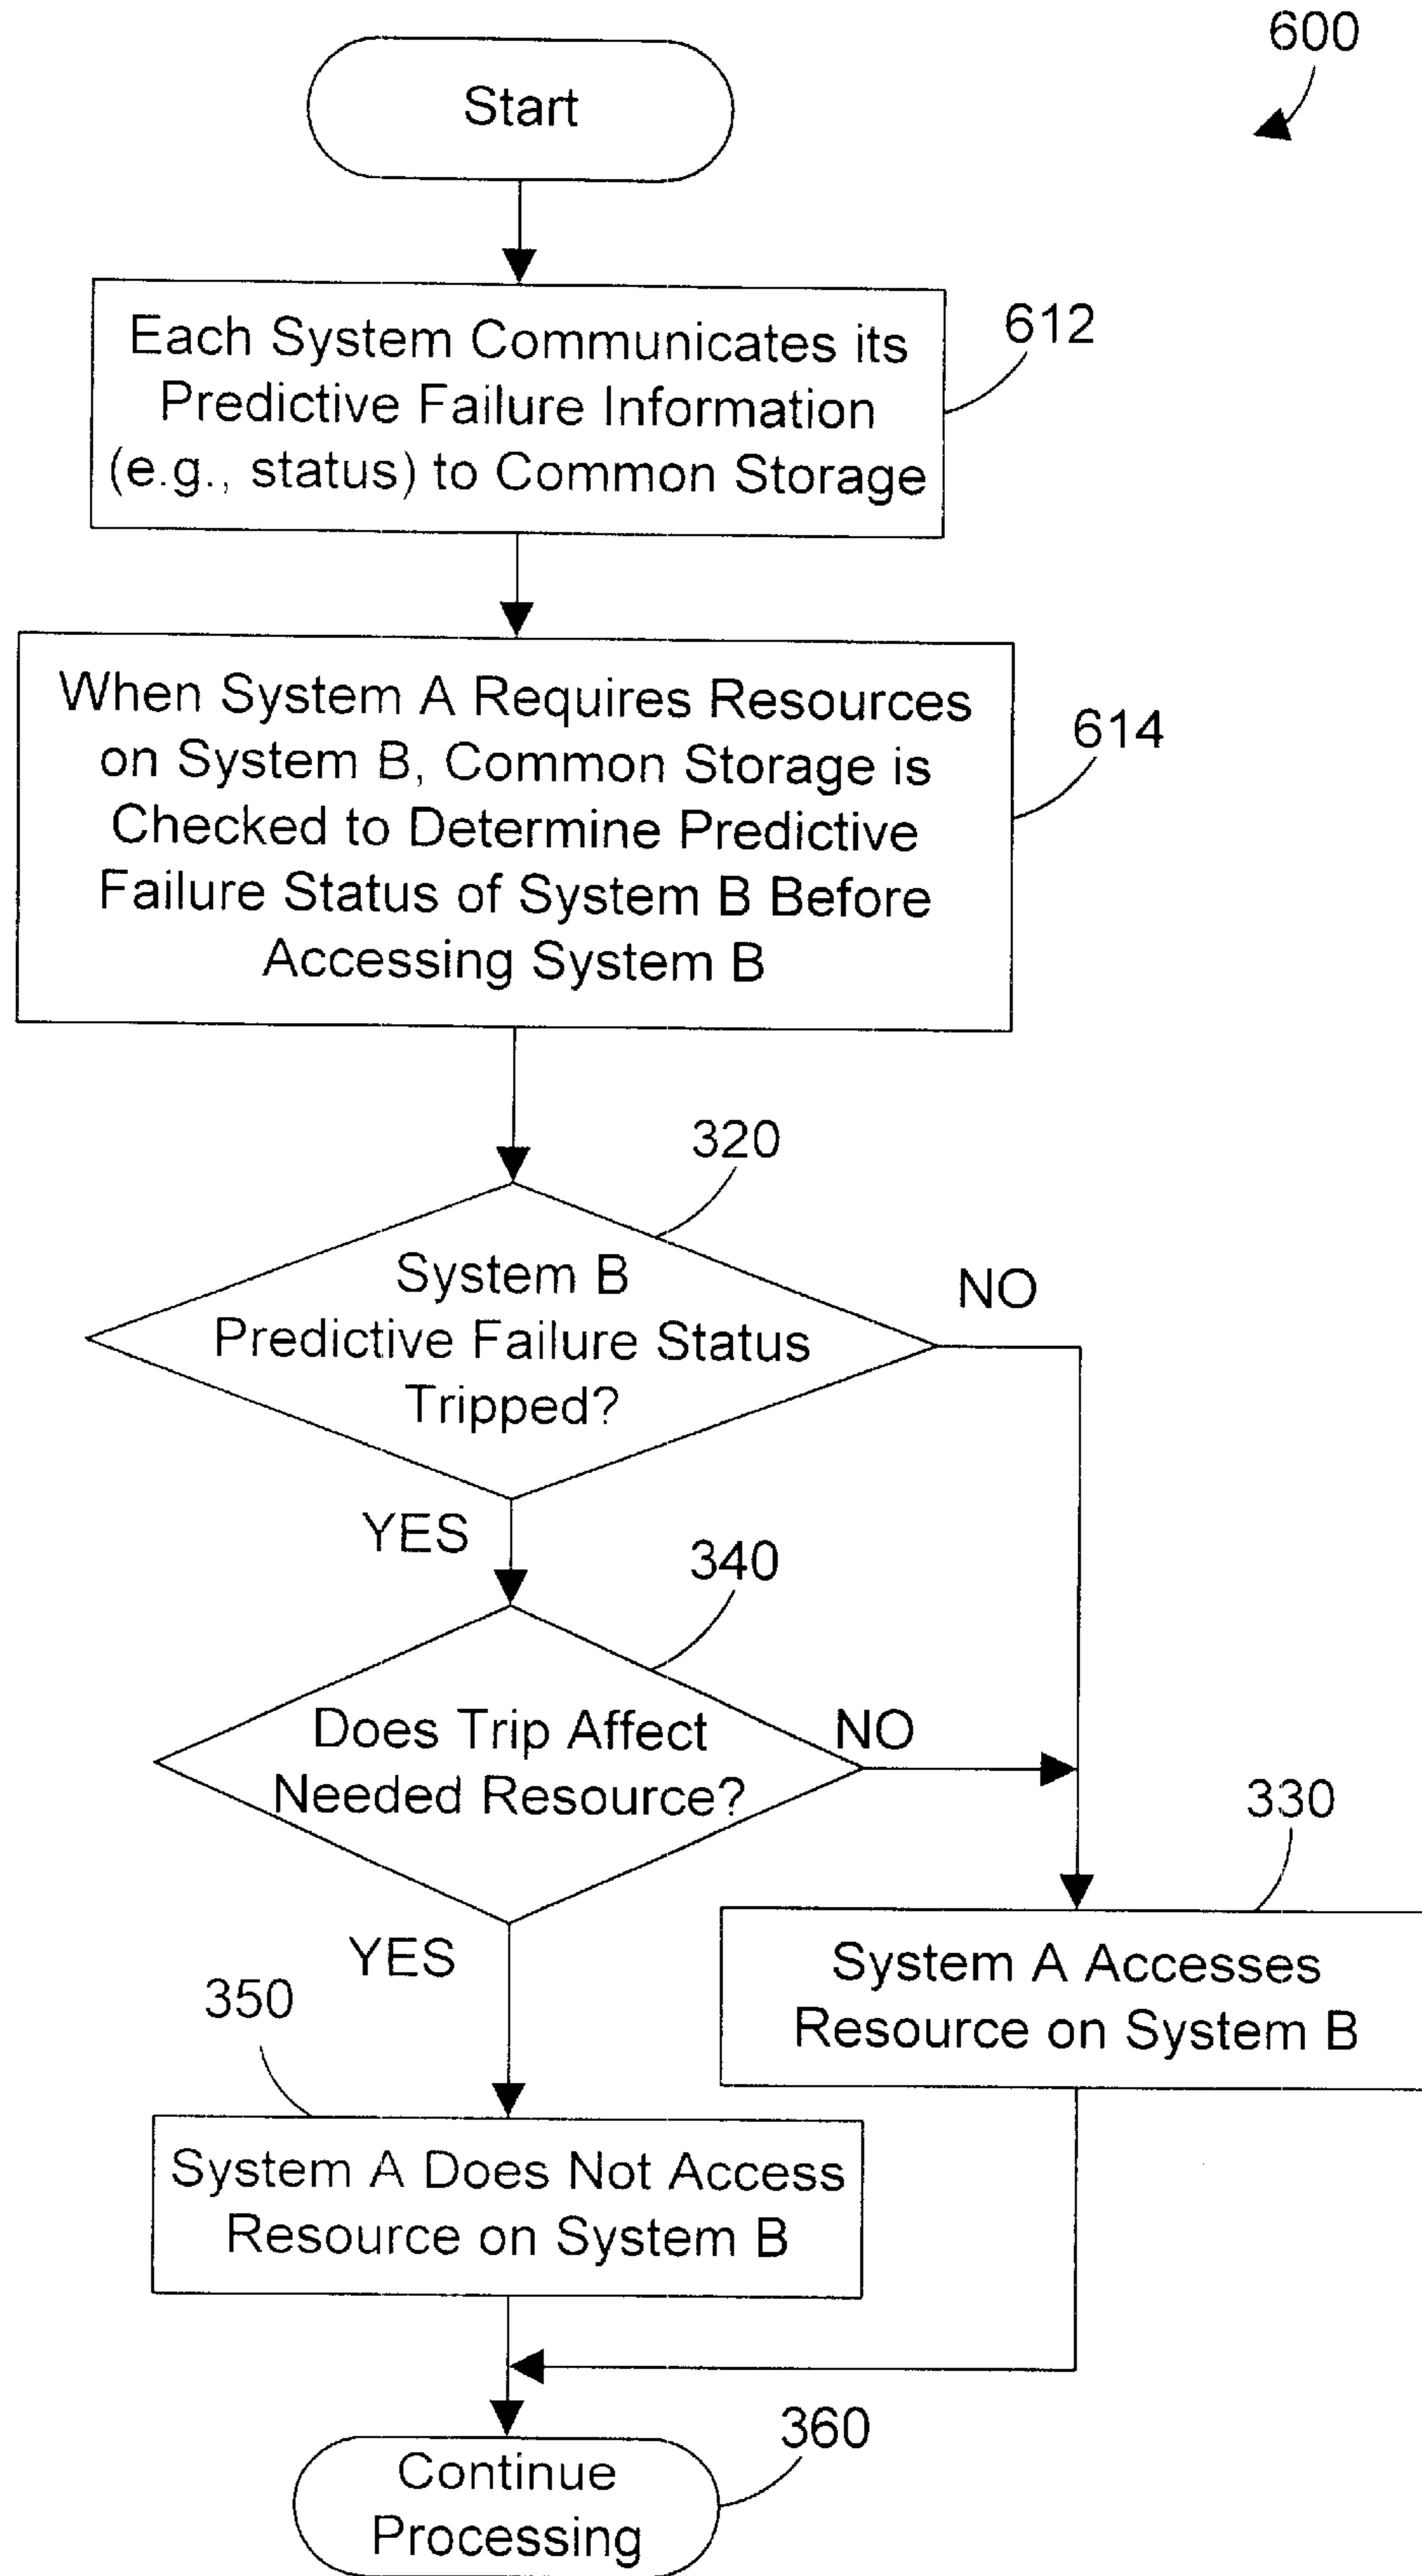 600
Start
Each System Communicates its
Predictive Failure Information
(e.g., status) to Common Storage
612
When System A Requires Resources
on System B, Common Storage is
Checked to Determine Predictive
Failure Status of System B Before
Accessing System B
614
320
System B
Predictive Failure Status
Tripped?
NO
YES
340
Does Trip Affect
Needed Resource?
NO
330
YES
System A Accesses
Resource on System B
350
System A Does Not Access
Resource on System B
360
Continue
Processing